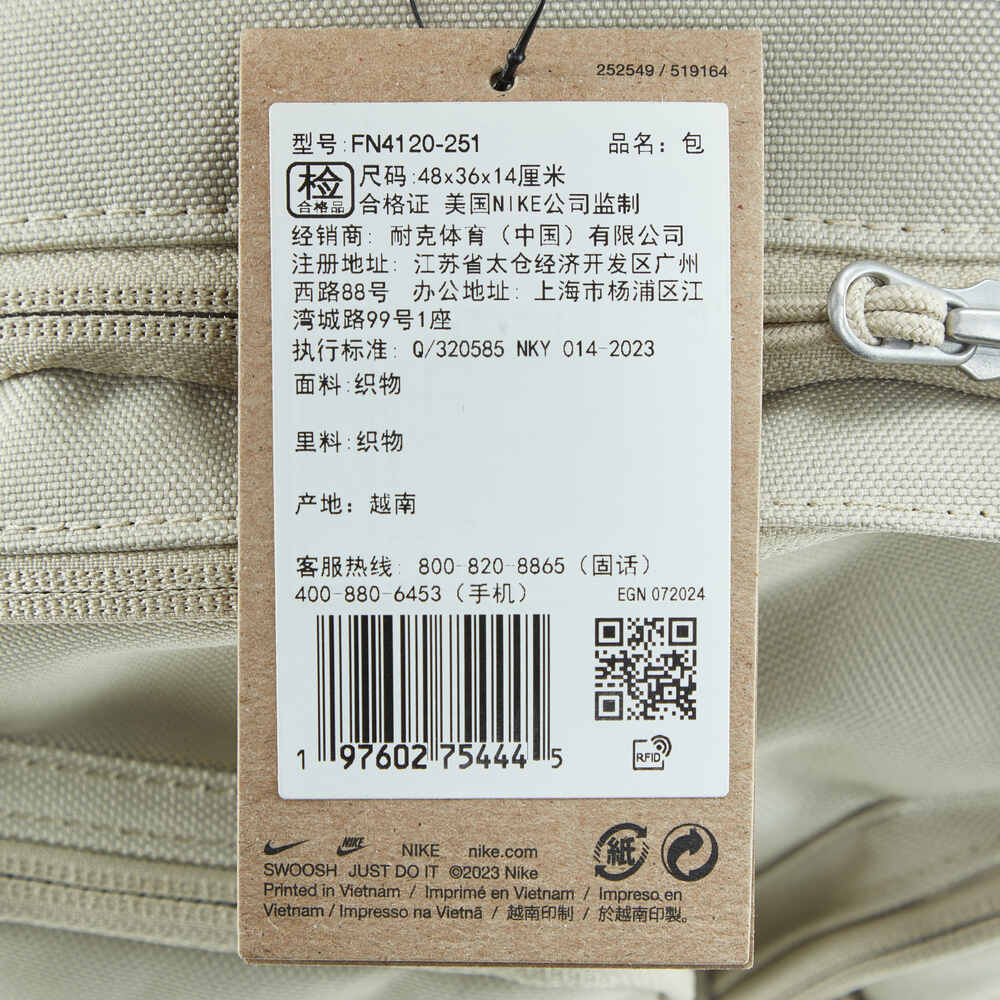 252549 / 519164
型号:FN4120-251 品名：包
检 合格品 尺码:48x36x14厘米
合格证 美国NIKE公司监制
经销商：耐克体育（中国）有限公司
注册地址：江苏省太仓经济开发区广州
西路88号 办公地址：上海市杨浦区江
湾城路99号1座
执行标准：Q/320585 NKY 014-2023
面料:织物
里料:织物
产地：越南
客服热线：800-820-8865（固话）
400-880-6453（手机） EGN 072024
1 97602 75444 5
RFID
NIKE NIKE nike.com
SWOOSH JUST DO IT ©2023 Nike
Printed in Vietnam / Imprimé en Vietnam / Impreso en
Vietnam / Impresso na Vietnã / 越南印制 / 於越南印製。
紙